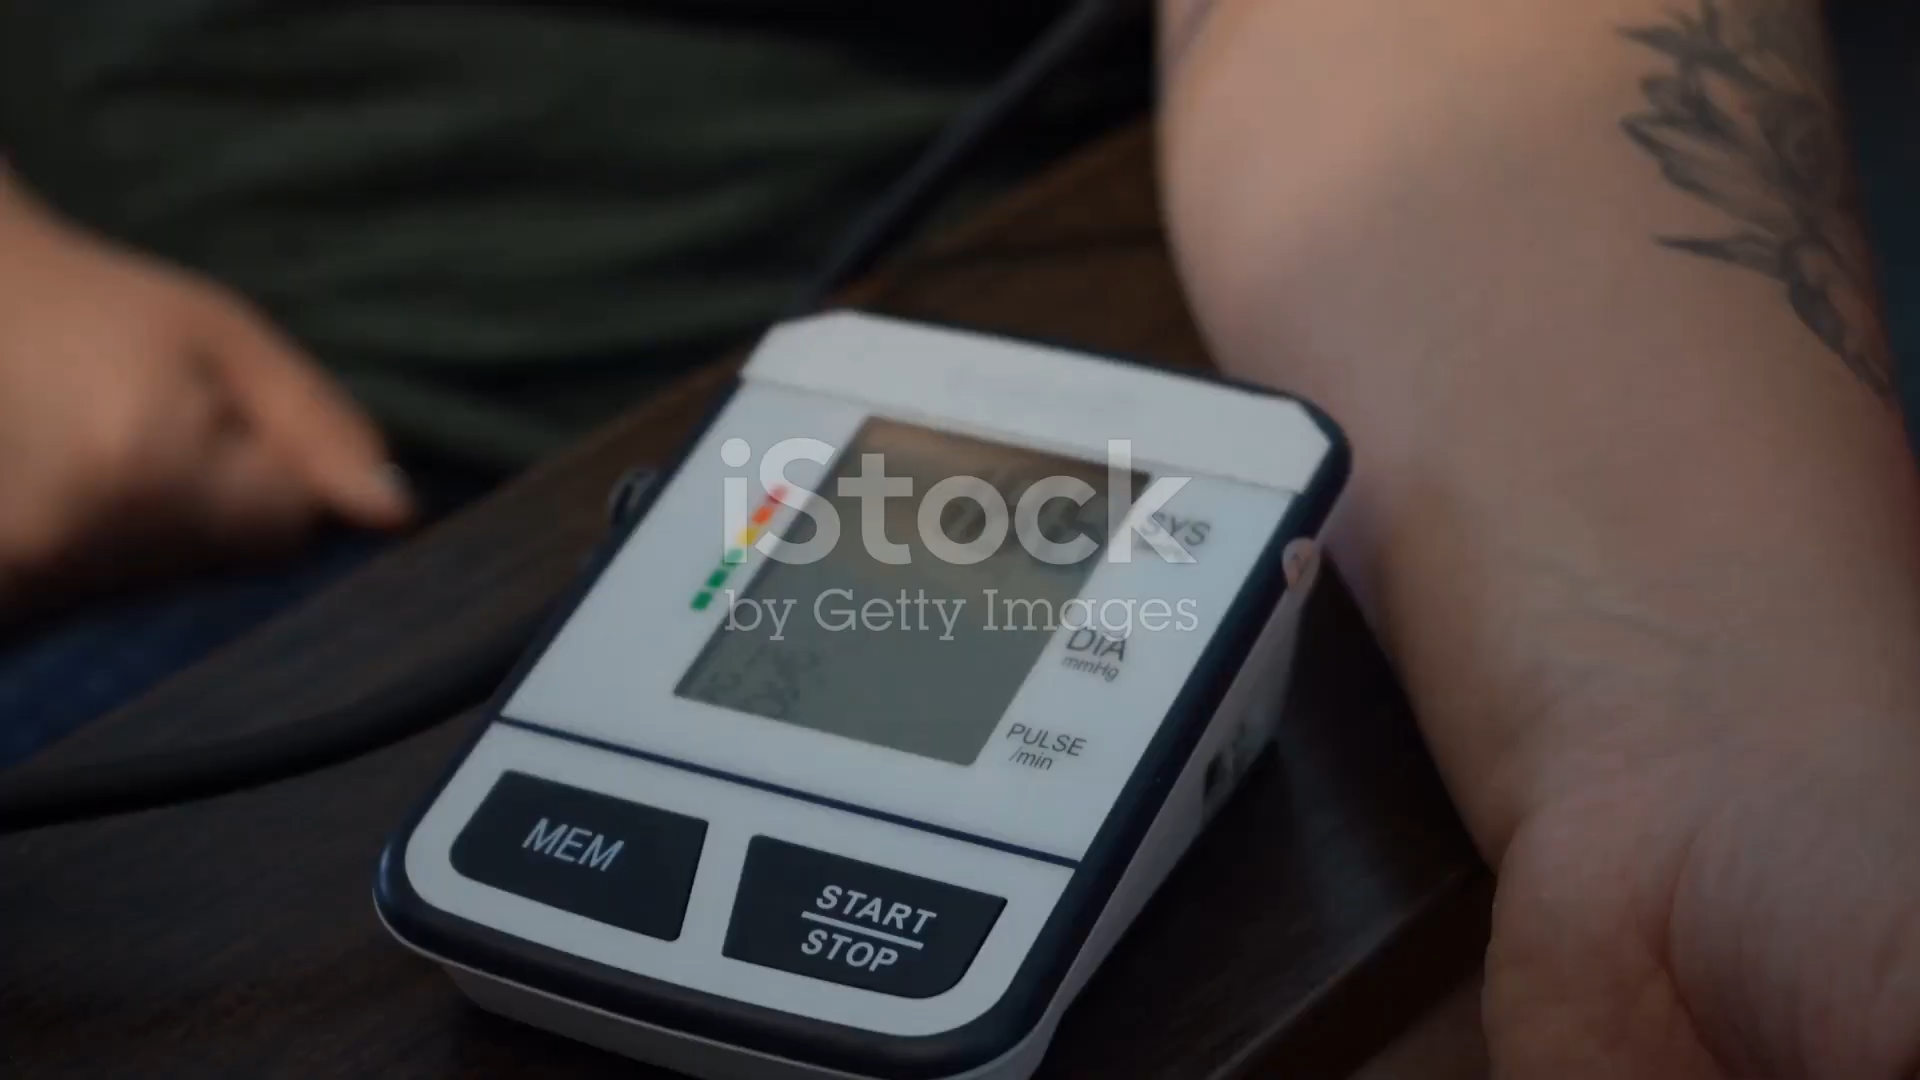 iStock
by Getty Images
SYS
DIA
mmHg
PULSE
/min
MEM
START
STOP